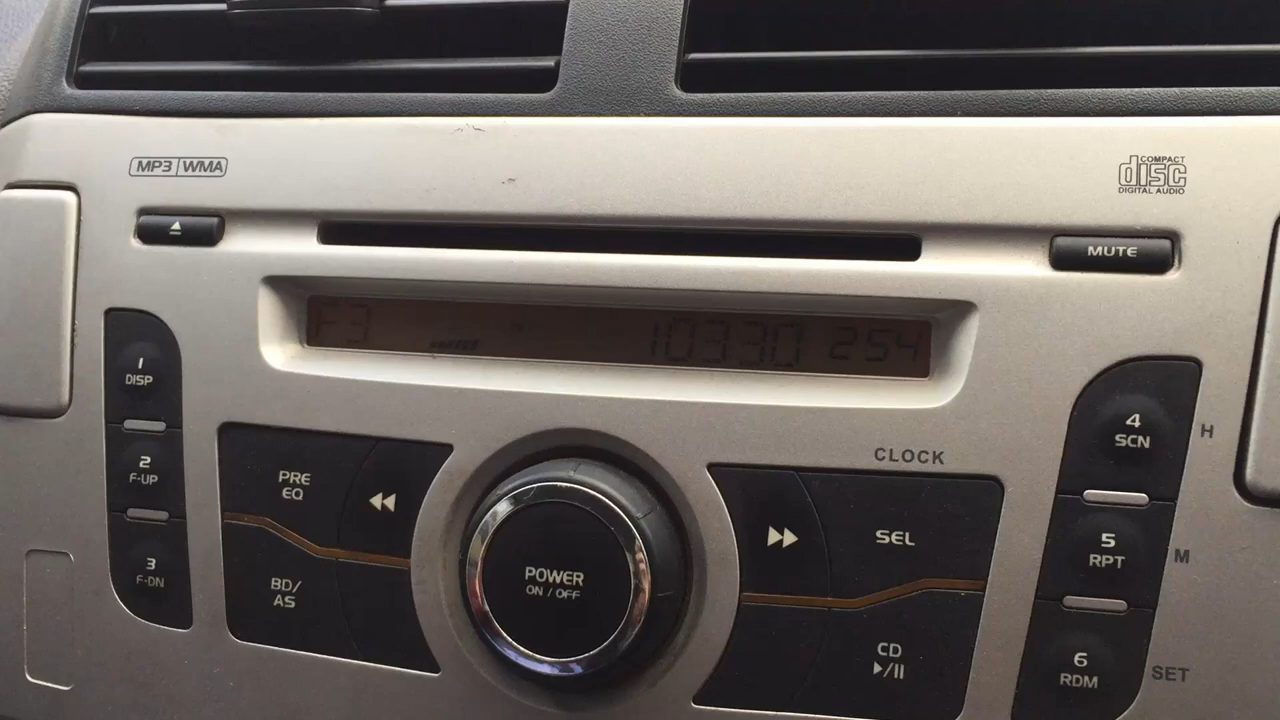 MP3 WMA
COMPACT
disc
DIGITAL AUDIO
MUTE
F3 10330 254
1
DISP
2
F-UP
3
F-DN
PRE
EQ
BD/
AS
POWER
ON / OFF
CLOCK
SEL
CD
4
SCN
H
5
RPT
M
6
RDM
SET